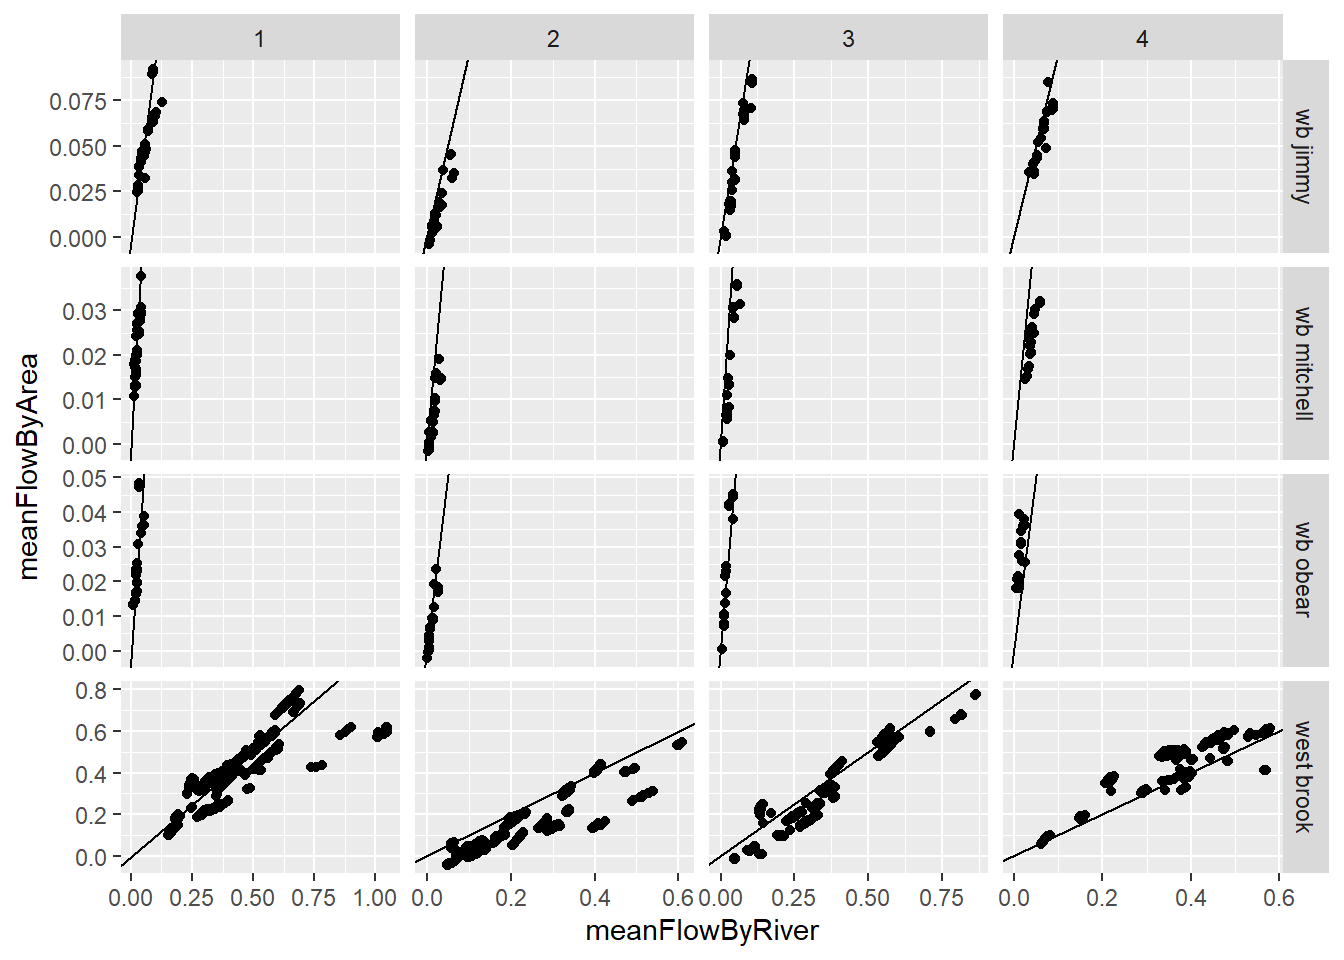 1 2 3 4
0.075
0.050
0.025
0.000
wb jimmy
0.03
0.02
0.01
0.00
wb mitchell
0.05
0.04
0.03
0.02
0.01
0.00
wb obear
0.8
0.6
0.4
0.2
0.0
west brook
0.00 0.25 0.50 0.75 1.00 0.0 0.2 0.4 0.6 0.00 0.25 0.50 0.75 0.0 0.2 0.4 0.6
meanFlowByRiver
meanFlowByArea